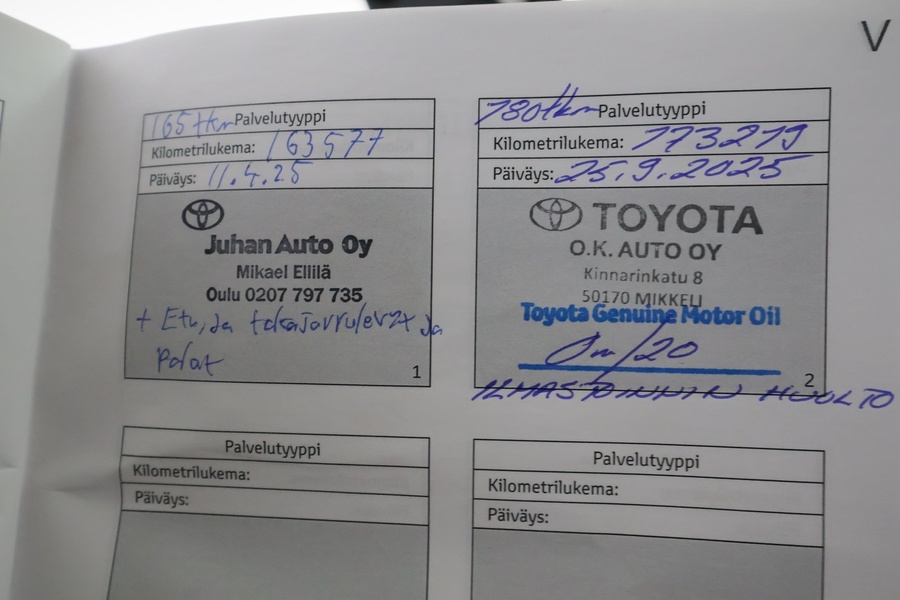 V
165tkm Palvelutyyppi
Kilometrilukema: 163577
Päiväys: 11.4.25
Juhan Auto Oy
Mikael Ellilä
Oulu 0207 797 735
+ Etu, ja takajarrulevyt ja
Palat
1
180tkm Palvelutyyppi
Kilometrilukema: 173219
Päiväys: 25.9.2025
TOYOTA
O.K. AUTO OY
Kinnarinkatu 8
50170 MIKKELI
Toyota Genuine Motor Oil
0w/20
2
ILMASTOINNIN HUOLTO
Palvelutyyppi
Kilometrilukema:
Päiväys:
Palvelutyyppi
Kilometrilukema:
Päiväys: